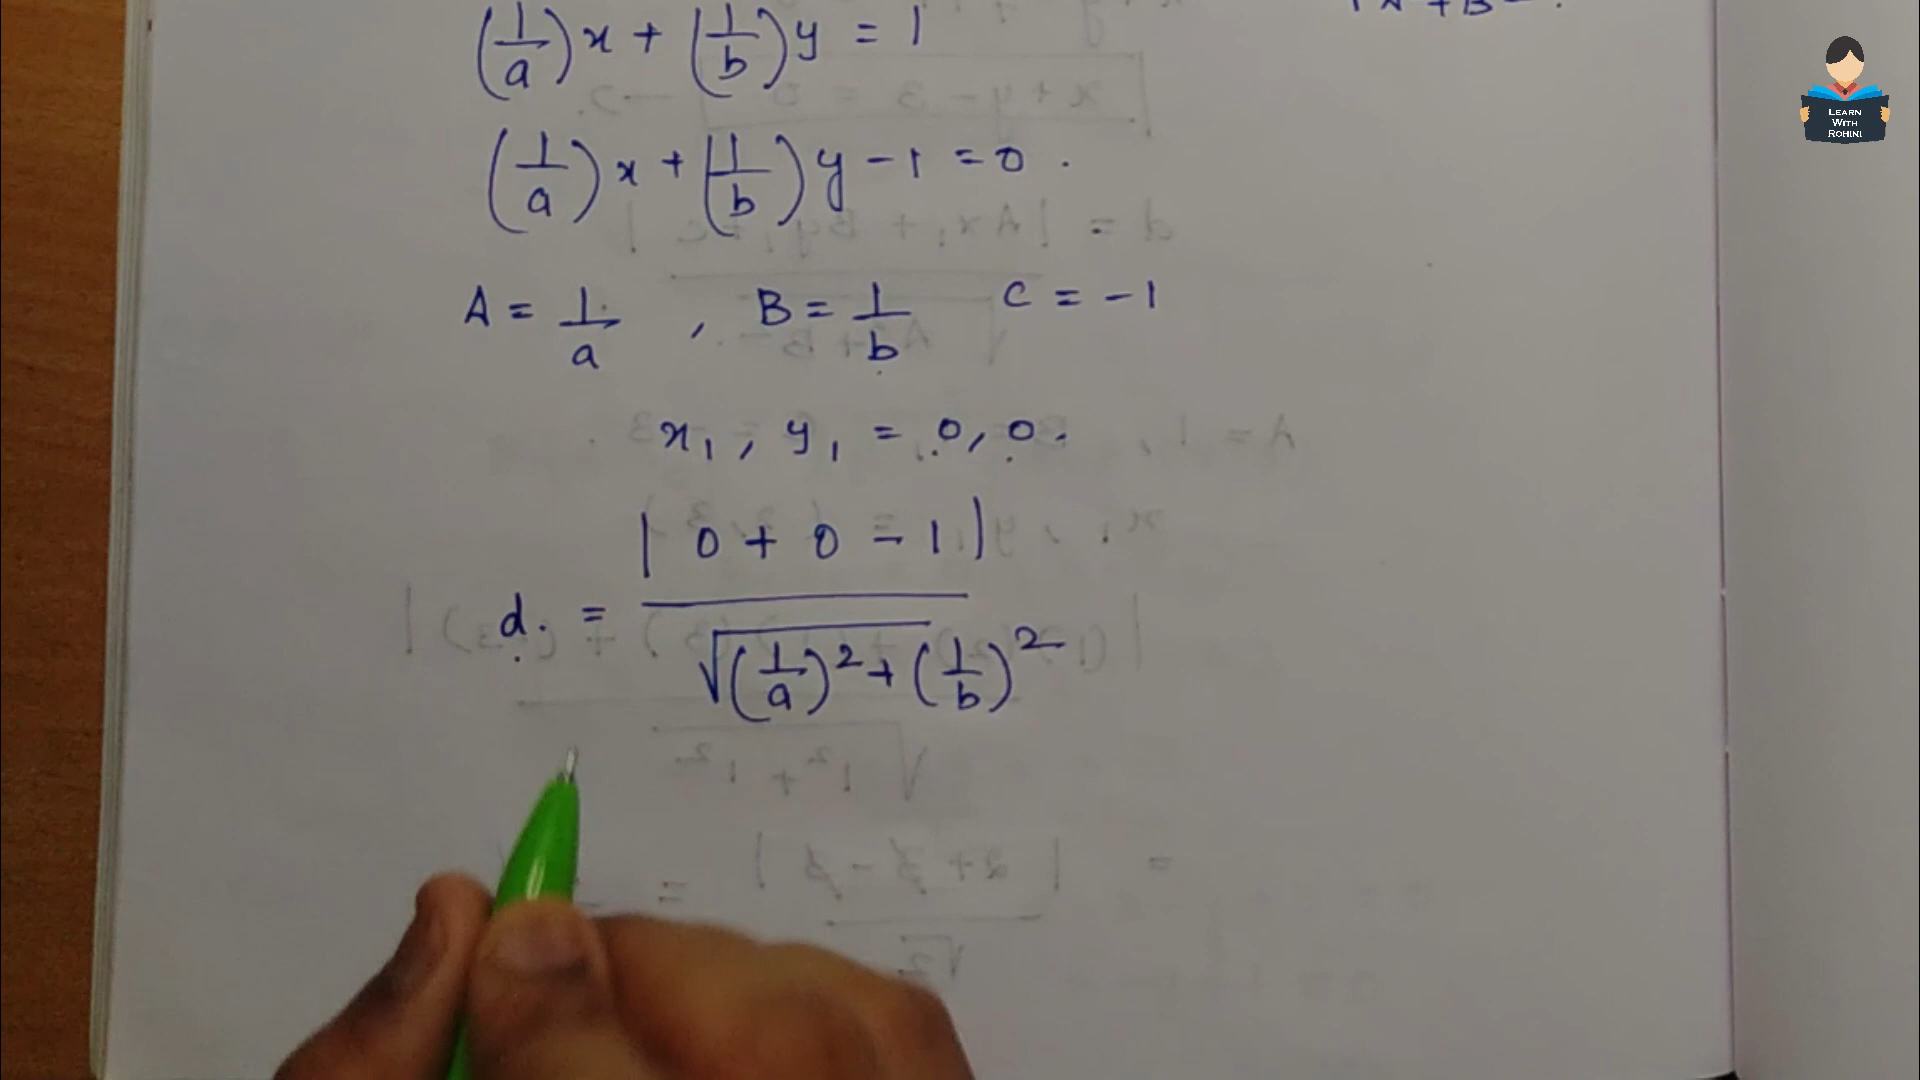 (1/a)x + (1/b)y = 1
(1/a)x + (1/b)y - 1 = 0 .
A = 1/a , B = 1/b C = -1
x₁ , y₁ = 0, 0.
d. = | 0 + 0 - 1 | / √(1/a)² + (1/b)²
LEARN
WITH
ROHINI